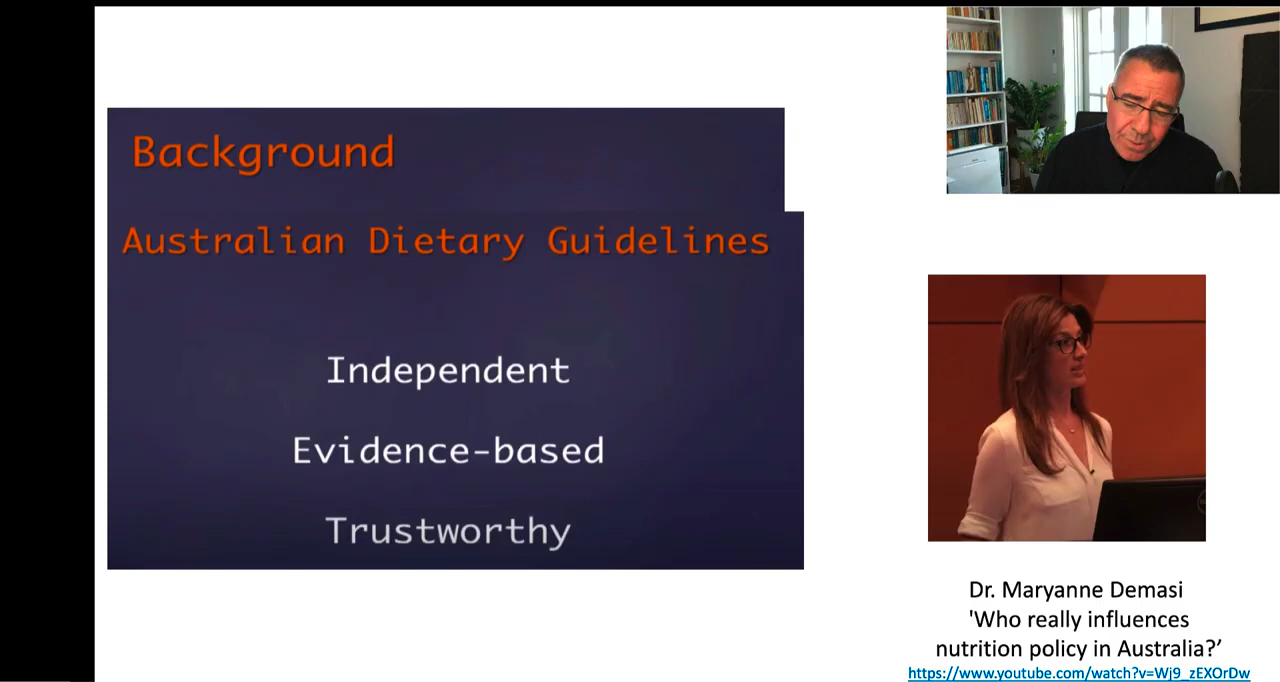 Background
Australian Dietary Guidelines
Independent
Evidence-based
Trustworthy
Dr. Maryanne Demasi
'Who really influences
nutrition policy in Australia?’
https://www.youtube.com/watch?v=Wj9_zEXOrDw